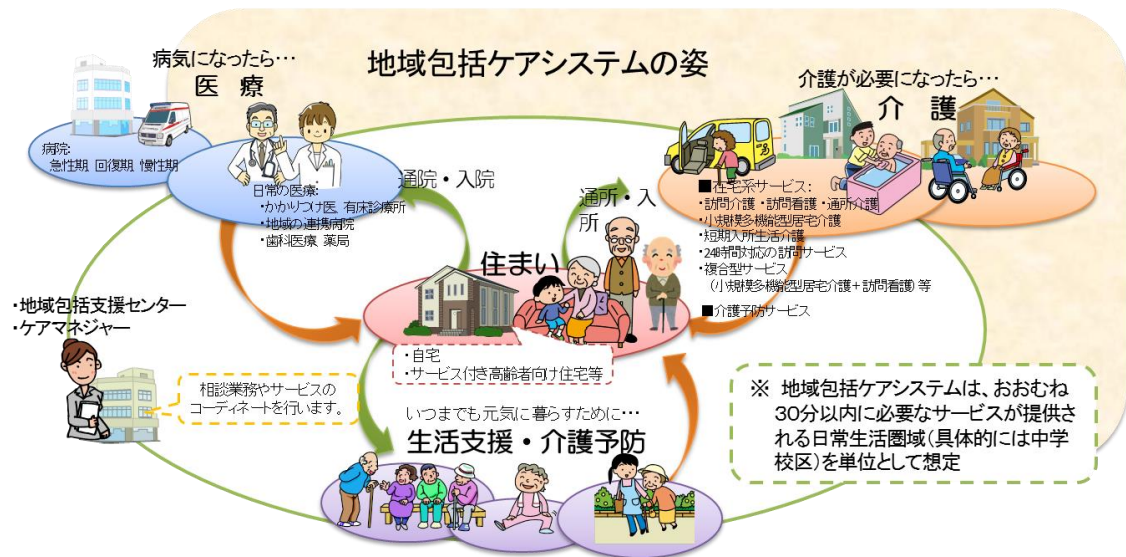 地域包括ケアシステムの姿
病気になったら…
医 療
病院:
急性期 回復期 慢性期
日常の医療:
・かかりつけ医 有床診療所
・地域の連携病院
・歯科医療 薬局
通院・入院
通所・入
所
介護が必要になったら…
介 護
■在宅系サービス:
・訪問介護・訪問看護・通所介護
・小規模多機能型居宅介護
・短期入所生活介護
・24時間対応の訪問サービス
・複合型サービス
(小規模多機能型居宅介護+訪問看護)等
■介護予防サービス
住まい
・自宅
・サービス付き高齢者向け住宅等
・地域包括支援センター
・ケアマネジャー
相談業務やサービスの
コーディネートを行います。
いつまでも元気に暮らすために…
生活支援・介護予防
※ 地域包括ケアシステムは、おおむね
30分以内に必要なサービスが提供さ
れる日常生活圏域(具体的には中学
校区)を単位として想定